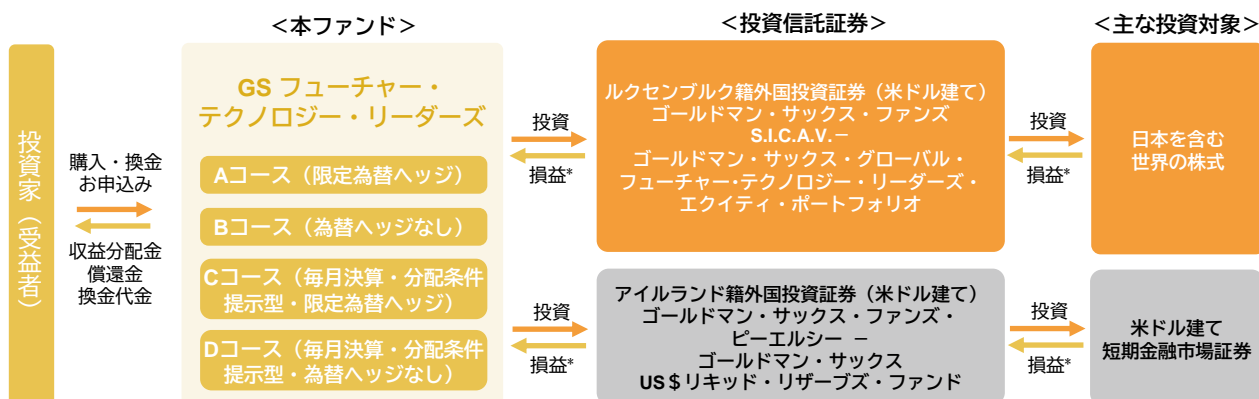 ＜本ファンド＞
＜投資信託証券＞
＜主な投資対象＞
投資家（受益者）
購入・換金
お申込み
収益分配金
償還金
換金代金
GS フューチャー・
テクノロジー・リーダーズ
Aコース（限定為替ヘッジ）
Bコース（為替ヘッジなし）
Cコース（毎月決算・分配条件
提示型・限定為替ヘッジ）
Dコース（毎月決算・分配条件
提示型・為替ヘッジなし）
投資
損益*
ルクセンブルク籍外国投資証券（米ドル建て）
ゴールドマン・サックス・ファンズ
S.I.C.A.V.－
ゴールドマン・サックス・グローバル・
フューチャー・テクノロジー・リーダーズ・
エクイティ・ポートフォリオ
投資
損益*
日本を含む
世界の株式
投資
損益*
アイルランド籍外国投資証券（米ドル建て）
ゴールドマン・サックス・ファンズ・
ピーエルシー －
ゴールドマン・サックス
US＄リキッド・リザーブズ・ファンド
投資
損益*
米ドル建て
短期金融市場証券